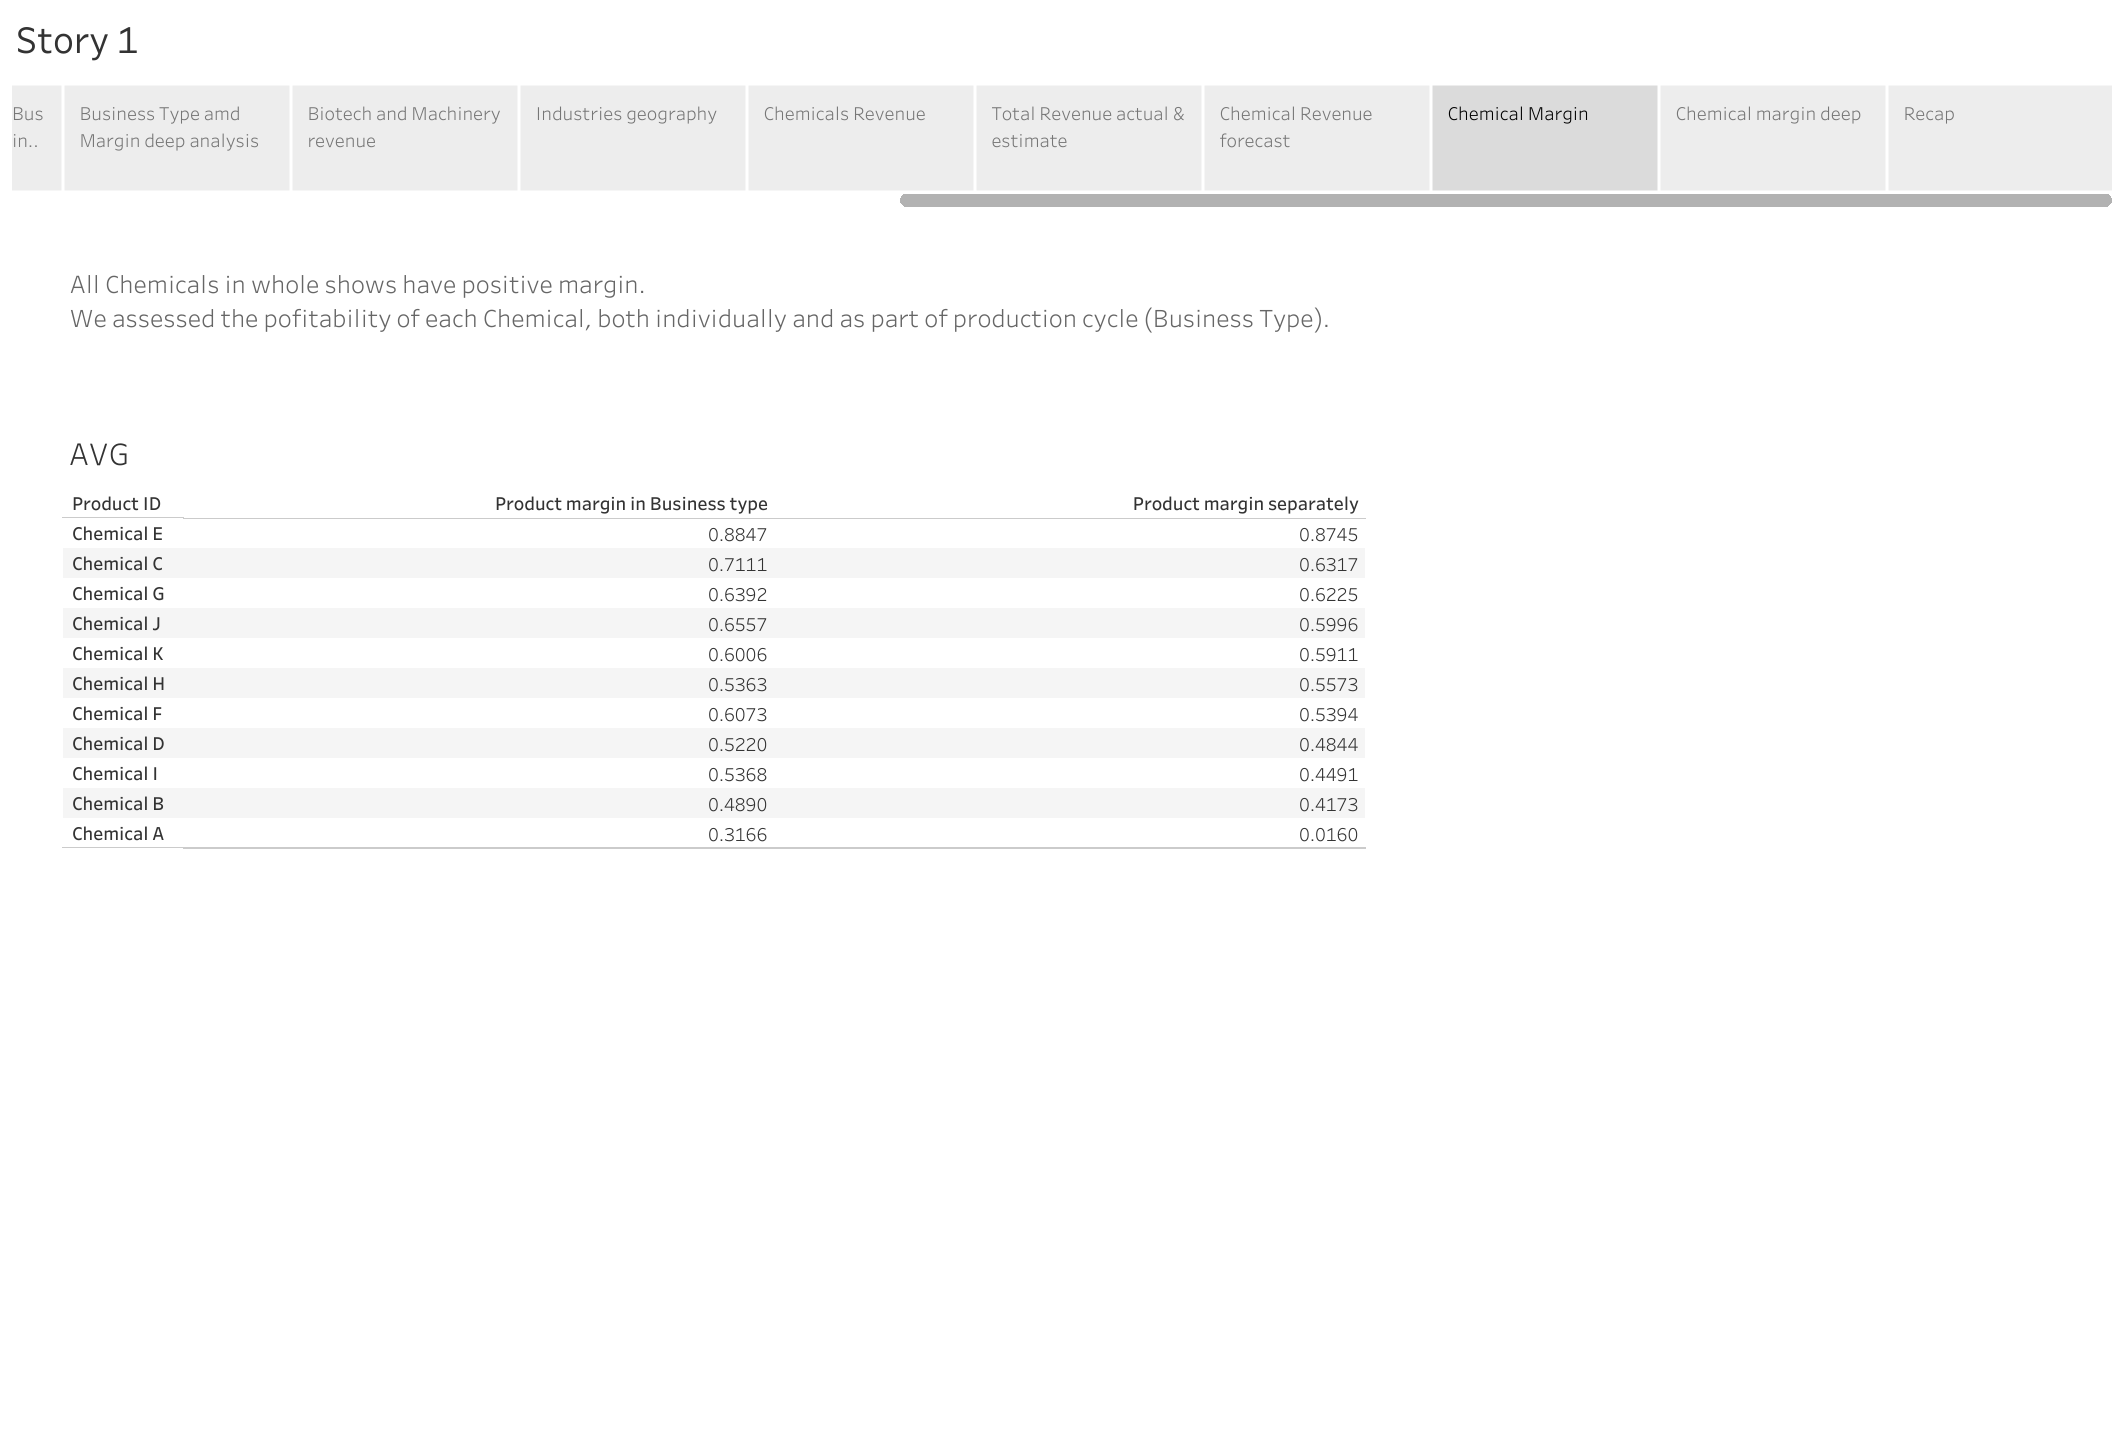 Story 1
Bus
in..
Business Type amd
Margin deep analysis
Biotech and Machinery
revenue
Industries geography
Chemicals Revenue
Total Revenue actual &
estimate
Chemical Revenue
forecast
Chemical Margin
Chemical margin deep
Recap
All Chemicals in whole shows have positive margin.
We assessed the pofitability of each Chemical, both individually and as part of production cycle (Business Type).
AVG
Product ID Product margin in Business type Product margin separately
Chemical E 0.8847 0.8745
Chemical C 0.7111 0.6317
Chemical G 0.6392 0.6225
Chemical J 0.6557 0.5996
Chemical K 0.6006 0.5911
Chemical H 0.5363 0.5573
Chemical F 0.6073 0.5394
Chemical D 0.5220 0.4844
Chemical I 0.5368 0.4491
Chemical B 0.4890 0.4173
Chemical A 0.3166 0.0160